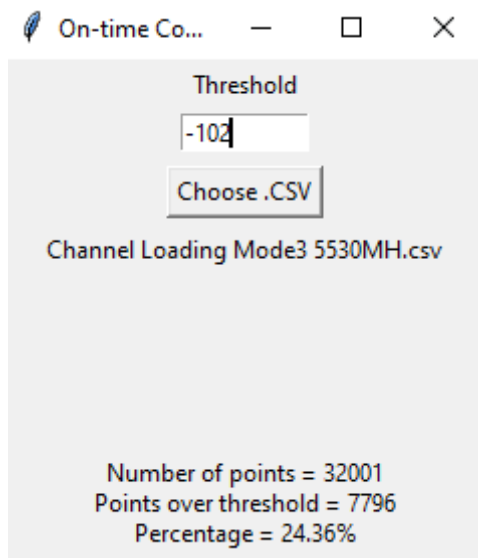 On-time Co...
Threshold
-102
Choose .CSV
Channel Loading Mode3 5530MH.csv
Number of points = 32001
Points over threshold = 7796
Percentage = 24.36%